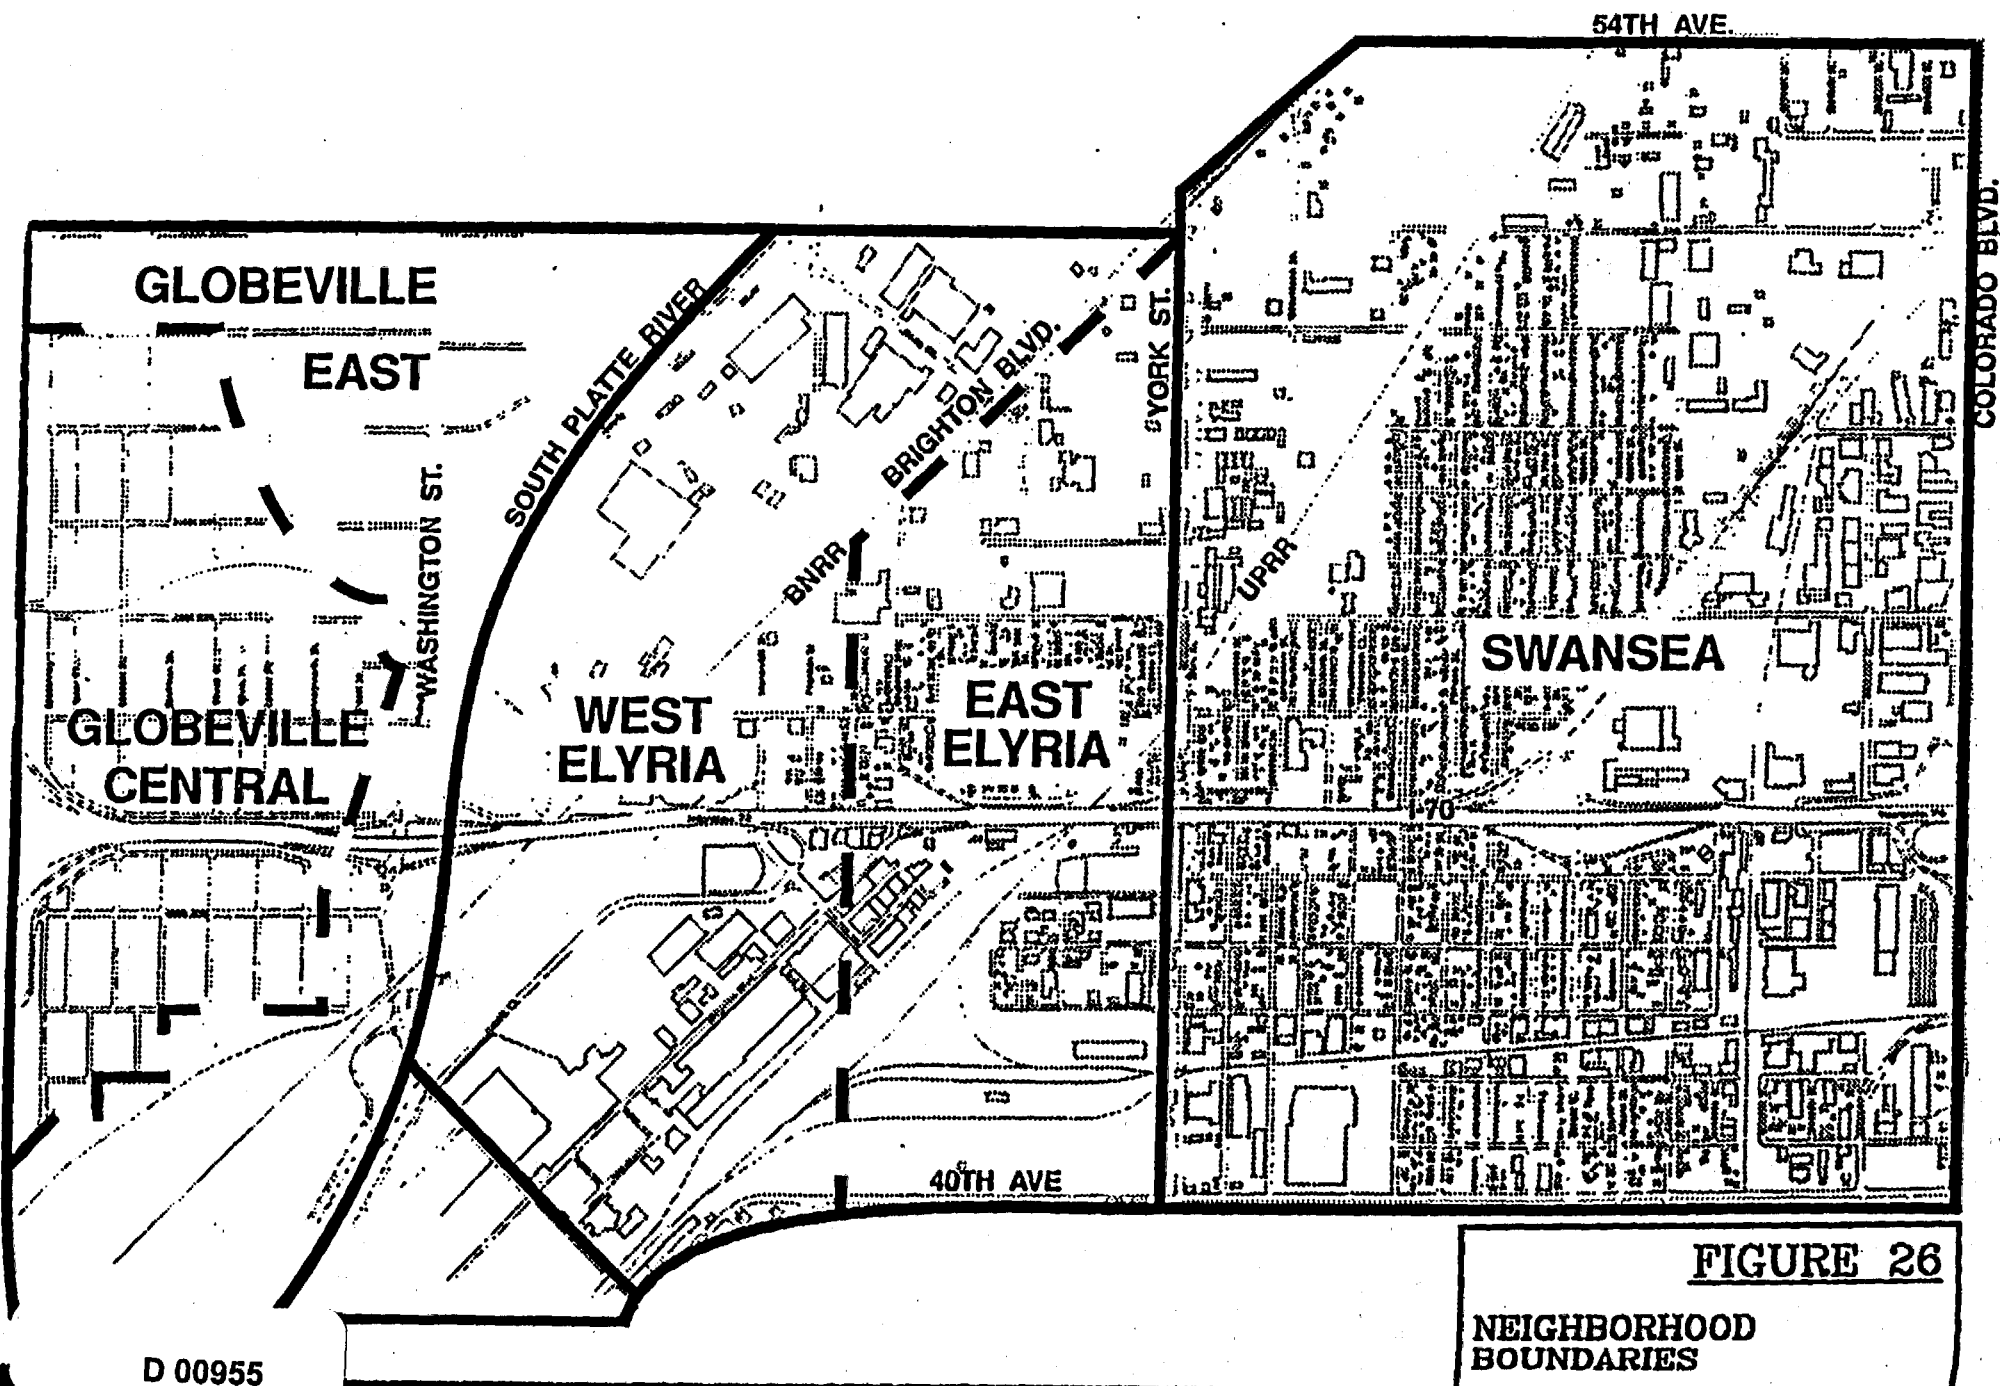 54TH AVE.
GLOBEVILLE
EAST
SOUTH PLATTE RIVER
BRIGHTON BLVD.
YORK ST.
COLORADO BLVD.
WASHINGTON ST.
BNRR
UPRR
SWANSEA
GLOBEVILLE
CENTRAL
WEST
ELYRIA
EAST
ELYRIA
I-70
40TH AVE
FIGURE 26
NEIGHBORHOOD
BOUNDARIES
D 00955